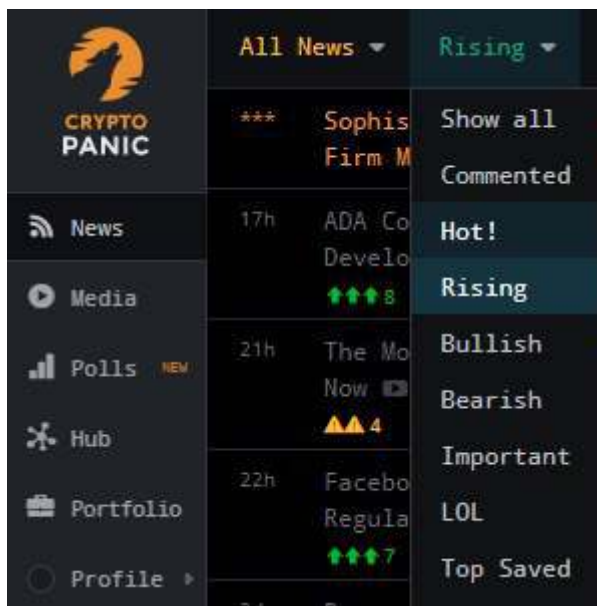 CRYPTO
PANIC
News
Media
Polls NEW
Hub
Portfolio
Profile
All News
***
Sophis
Firm M
17h
ADA Co
Develo
8
21h
The Mo
Now
4
22h
Facebo
Regula
7
Rising
Show all
Commented
Hot!
Rising
Bullish
Bearish
Important
LOL
Top Saved